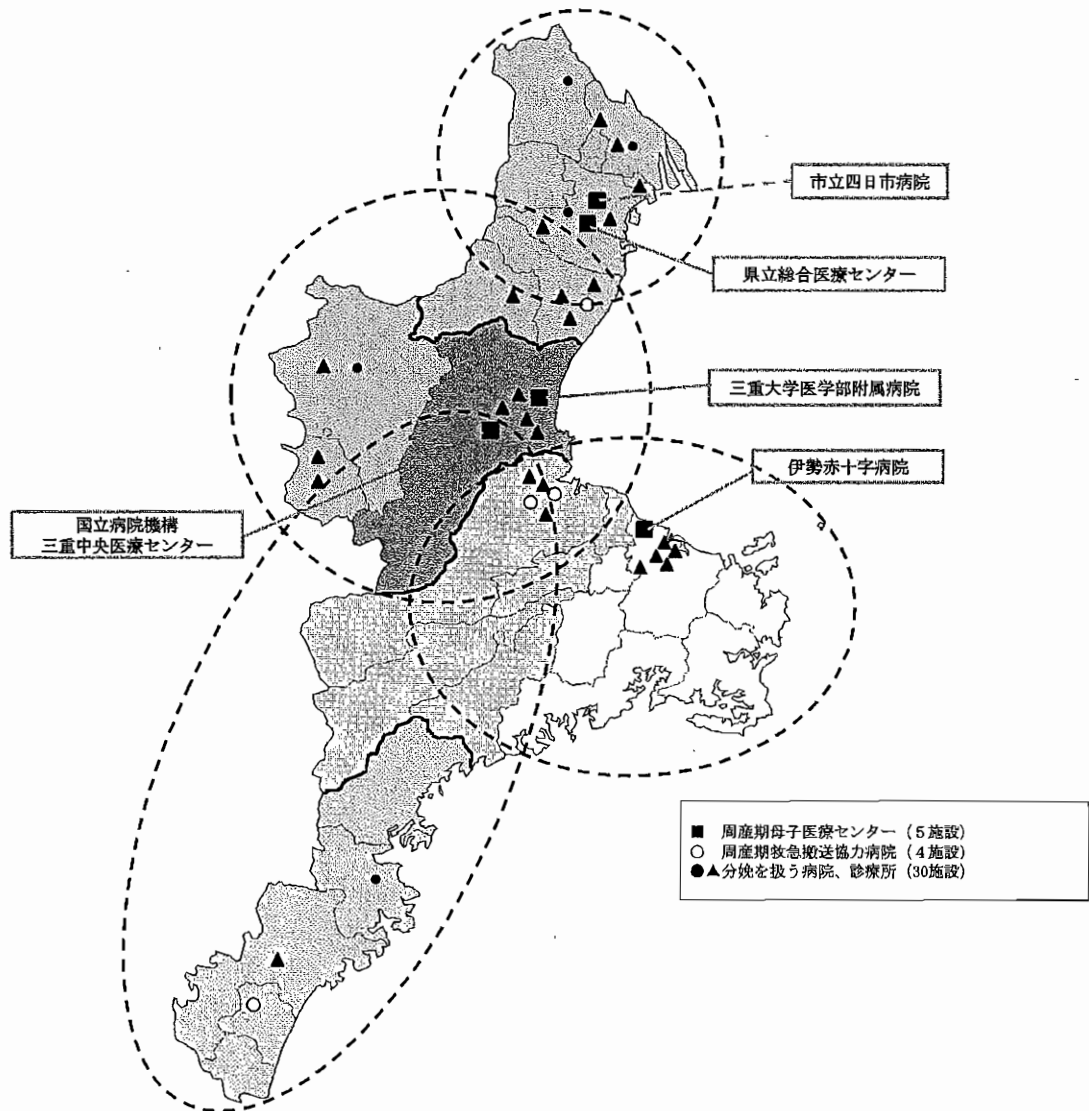 市立四日市病院
県立総合医療センター
三重大学医学部附属病院
伊勢赤十字病院
国立病院機構
三重中央医療センター
■ 周産期母子医療センター (5施設)
○ 周産期救急搬送協力病院 (4施設)
●▲分娩を扱う病院、診療所 (30施設)